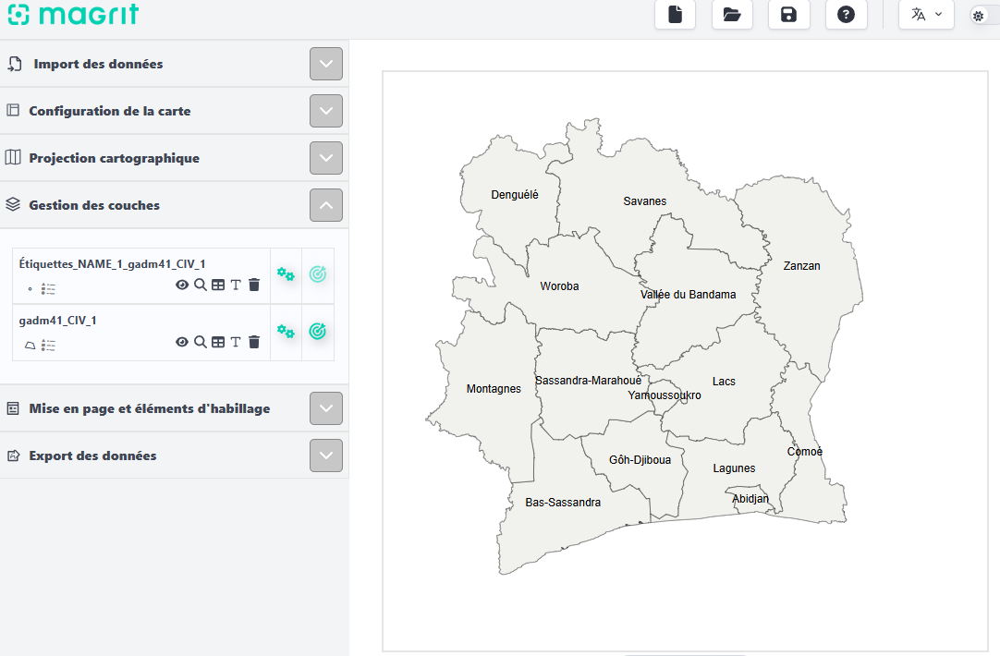 magrit
Import des données
Configuration de la carte
Projection cartographique
Gestion des couches
Étiquettes_NAME_1_gadm41_CIV_1
gadm41_CIV_1
Mise en page et éléments d'habillage
Export des données
Denguélé
Savanes
Zanzan
Woroba
Vallée du Bandama
Sassandra-Marahoué
Lacs
Montagnes
Yamoussoukro
Comoé
Gôh-Djiboua
Lagunes
Abidjan
Bas-Sassandra